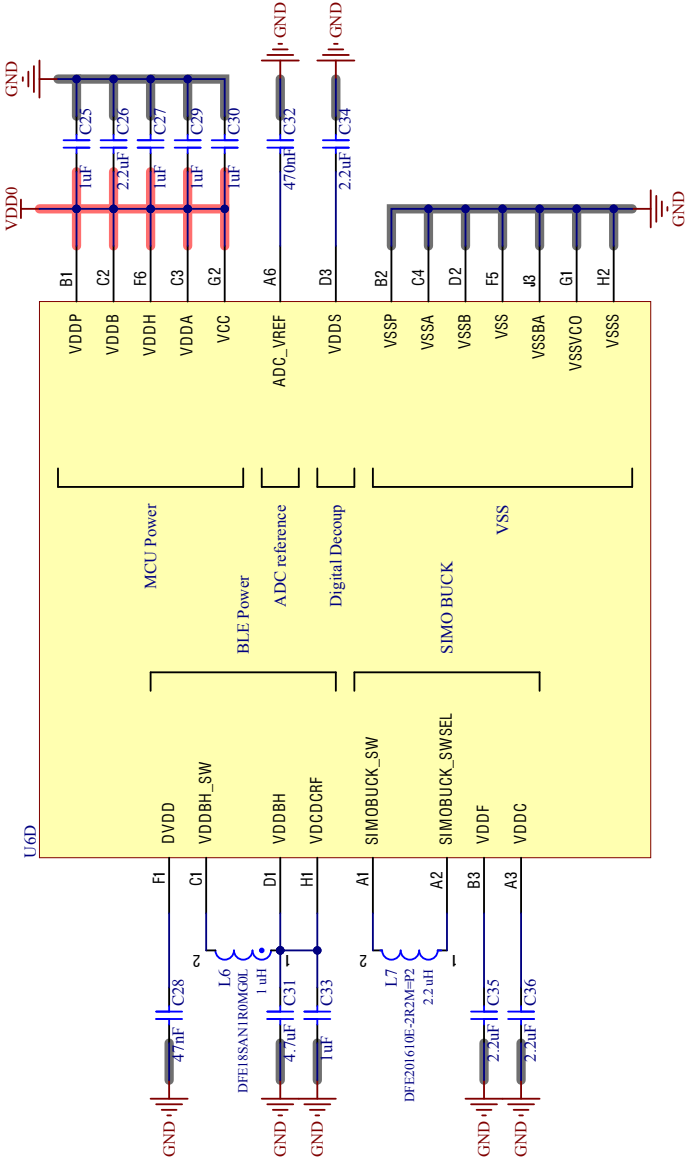 U6D
GND
VDD0
C25
1uF
C26
2.2uF
C27
1uF
C29
1uF
C30
1uF
GND
C32
470nF
GND
C34
2.2uF
GND
B1
VDDP
C2
VDDB
F6
VDDH
C3
VDDA
G2
VCC
A6
ADC_VREF
D3
VDDS
B2
VSSP
C4
VSSA
D2
VSSB
F5
VSS
J3
VSSBA
G1
VSSVCO
H2
VSSS
MCU Power
BLE Power
ADC reference
Digital Decoup
SIMO BUCK
VSS
F1
DVDD
C1
VDDBH_SW
D1
VDDBH
H1
VDCDCRF
A1
SIMOBUCK_SW
A2
SIMOBUCK_SWSEL
B3
VDDF
A3
VDDC
C28
47nF
GND
2
1
L6
DFE18SAN1R0MG0L
1 uH
C31
4.7uF
GND
C33
1uF
GND
2
1
L7
DFE201610E-2R2M=P2
2.2 uH
C35
2.2uF
GND
C36
2.2uF
GND